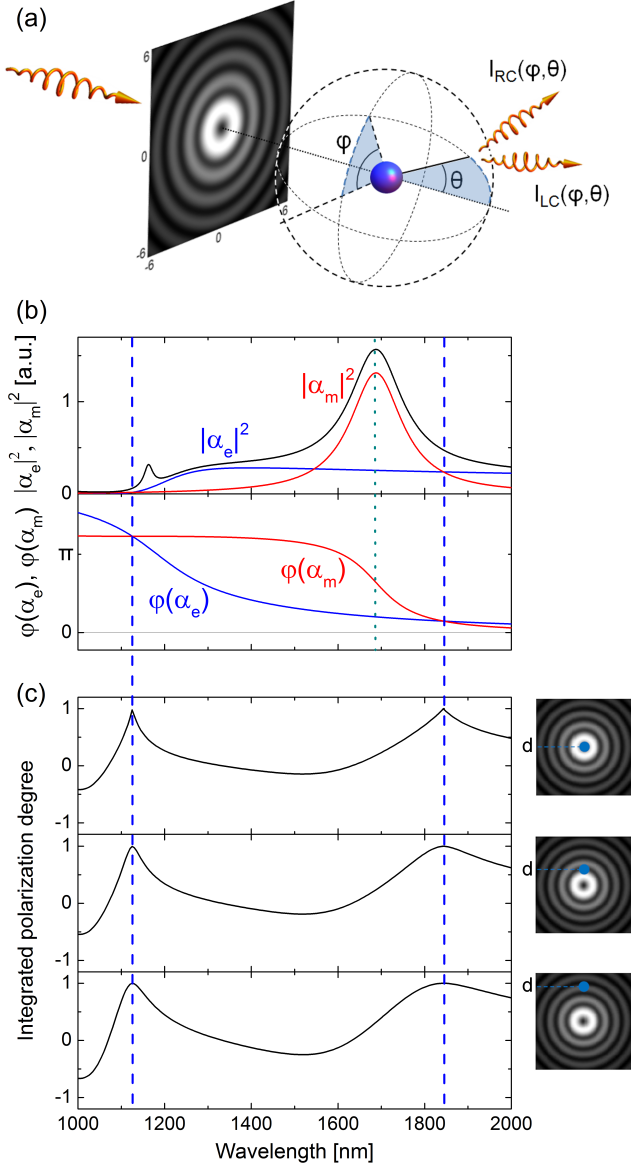 (a)
6
0
-6
-6
0
6
φ
θ
I_RC(φ,θ)
I_LC(φ,θ)
(b)
|α_e|², |α_m|² [a.u.]
1
0
|α_m|²
|α_e|²
φ(α_e), φ(α_m)
π
0
φ(α_m)
φ(α_e)
(c)
Integrated polarization degree
1
0
-1
d
1
0
-1
d
1
0
-1
d
1000 1200 1400 1600 1800 2000
Wavelength [nm]